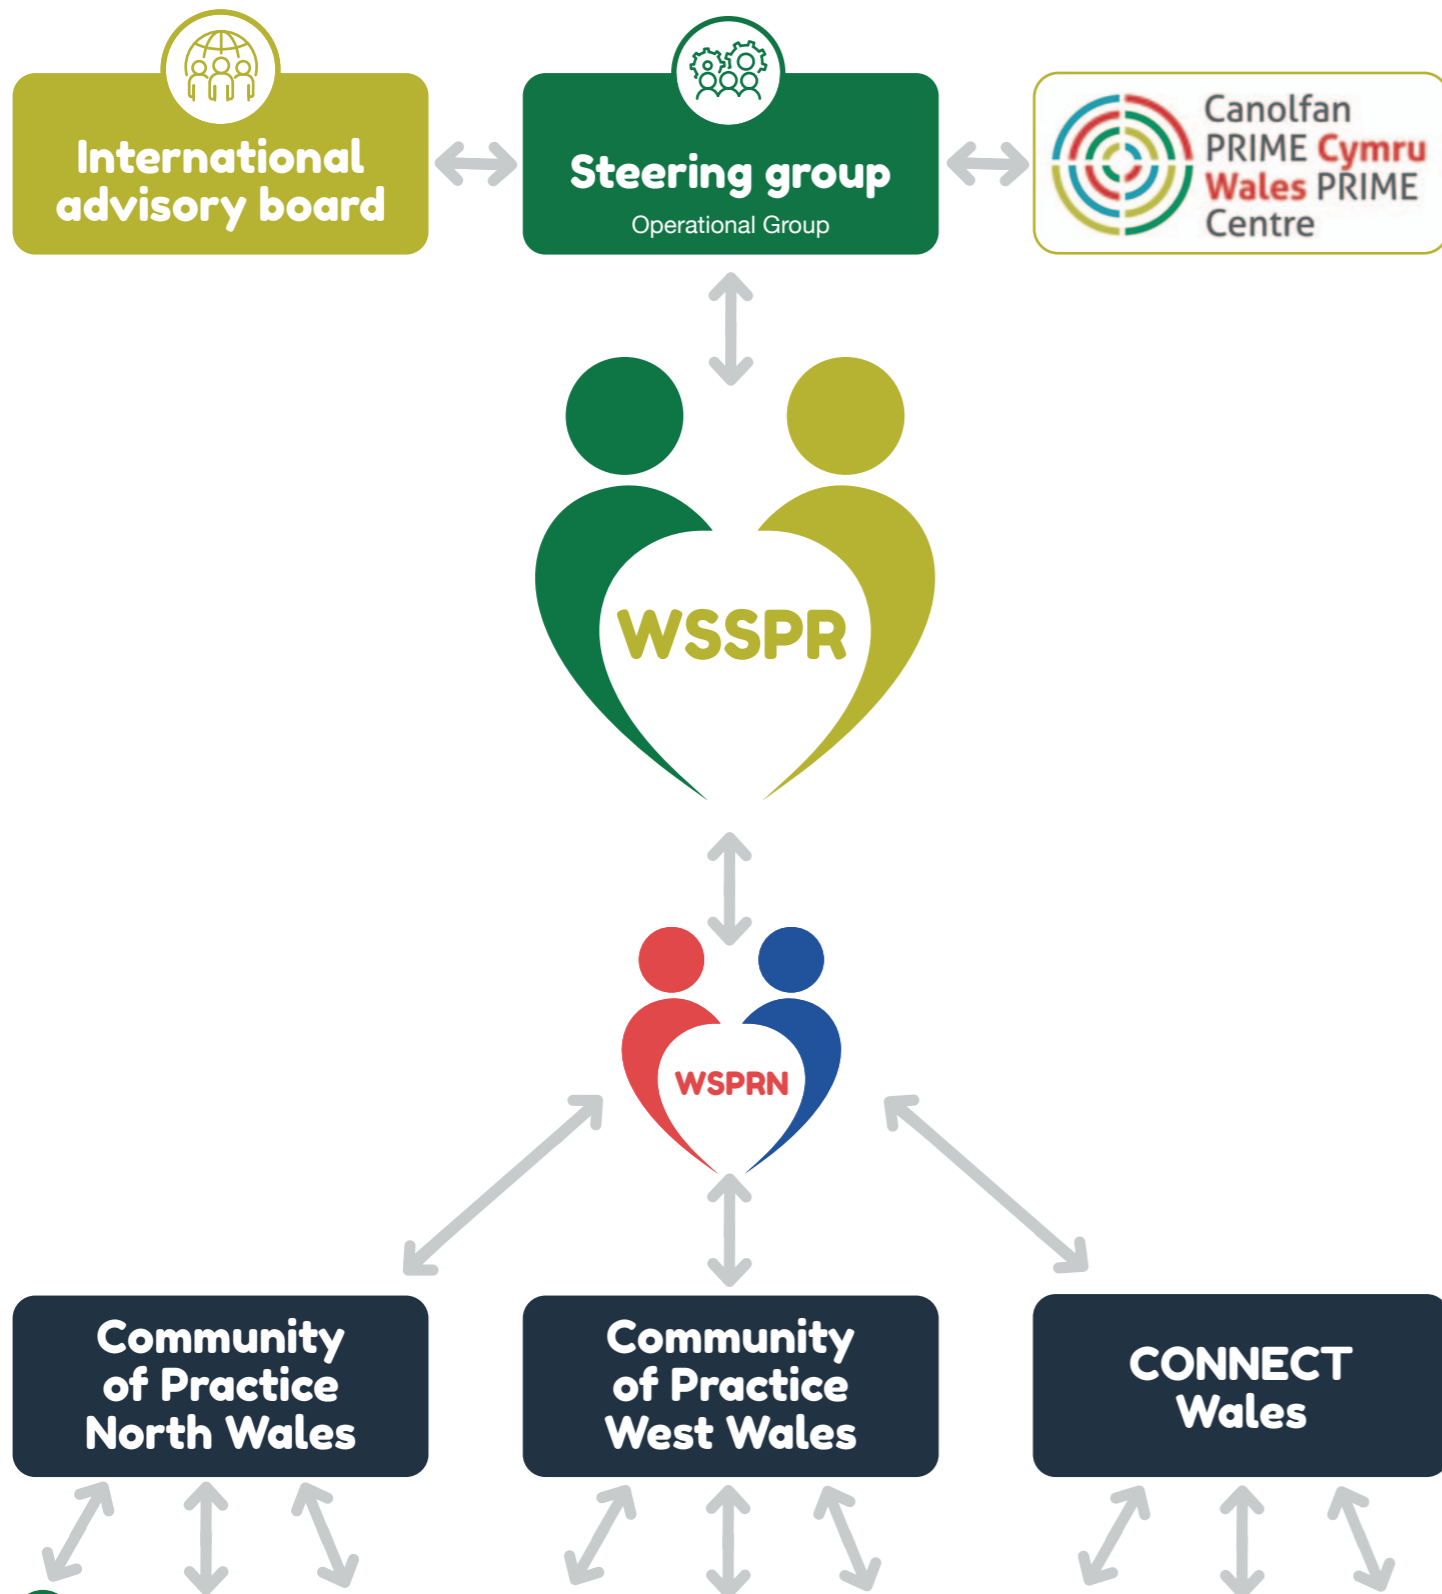 International
advisory board
Steering group
Operational Group
Canolfan
PRIME Cymru
Wales PRIME
Centre
WSSPR
WSPRN
Community
of Practice
North Wales
Community
of Practice
West Wales
CONNECT
Wales